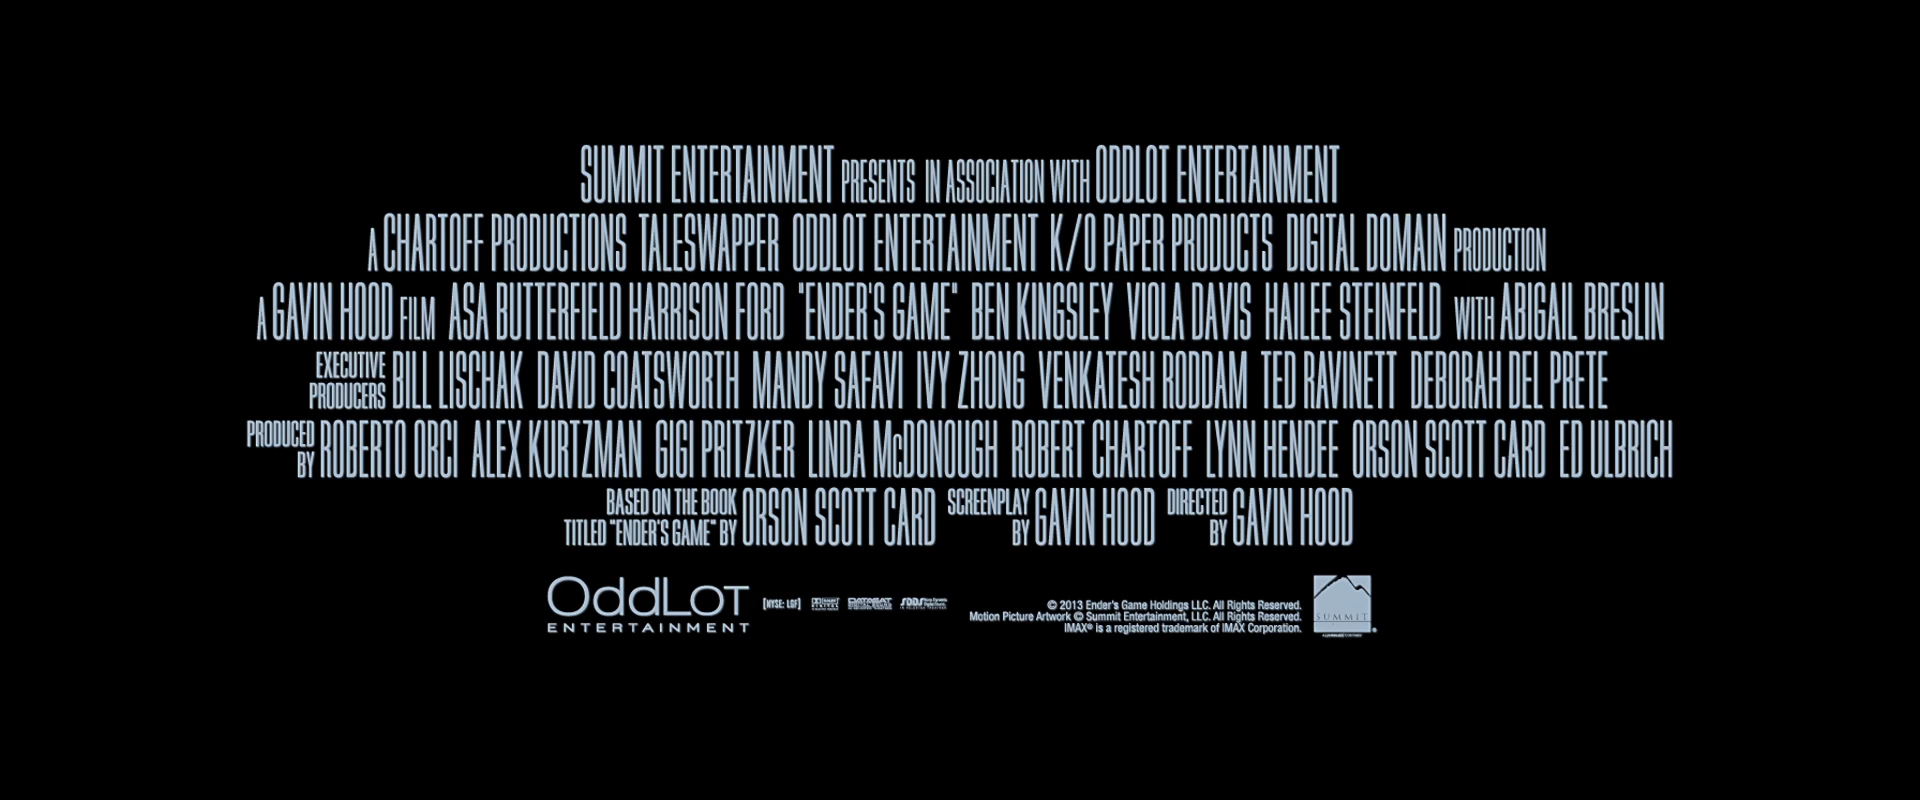 SUMMIT ENTERTAINMENT PRESENTS IN ASSOCIATION WITH ODDLOT ENTERTAINMENT
A CHARTOFF PRODUCTIONS TALESWAPPER ODDLOT ENTERTAINMENT K/O PAPER PRODUCTS DIGITAL DOMAIN PRODUCTION
A GAVIN HOOD FILM ASA BUTTERFIELD HARRISON FORD "ENDER'S GAME" BEN KINGSLEY VIOLA DAVIS HAILEE STEINFELD WITH ABIGAIL BRESLIN
EXECUTIVE PRODUCERS BILL LISCHAK DAVID COATSWORTH MANDY SAFAVI IVY ZHONG VENKATESH RODDAM TED RAVINETT DEBORAH DEL PRETE
PRODUCED BY ROBERTO ORCI ALEX KURTZMAN GIGI PRITZKER LINDA McDONOUGH ROBERT CHARTOFF LYNN HENDEE ORSON SCOTT CARD ED ULBRICH
BASED ON THE BOOK TITLED "ENDER'S GAME" BY ORSON SCOTT CARD SCREENPLAY BY GAVIN HOOD DIRECTED BY GAVIN HOOD
OddLot
ENTERTAINMENT
[NYSE: LGF]
DOLBY DIGITAL
DATASAT
SDDS
© 2013 Ender's Game Holdings LLC. All Rights Reserved.
Motion Picture Artwork © Summit Entertainment, LLC. All Rights Reserved.
IMAX® is a registered trademark of IMAX Corporation.
SUMMIT
®